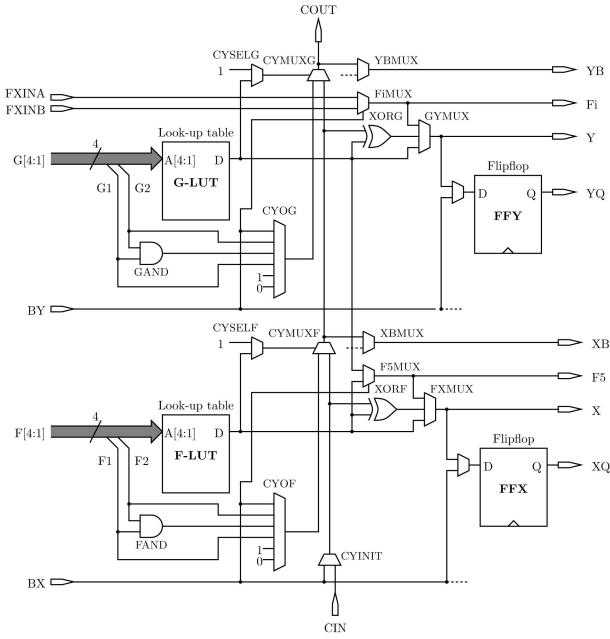 COUT
CYSELG
CYMUXG
YBMUX
1
YB
FXINA
FiMUX
Fi
FXINB
XORG
GYMUX
Y
4
Look-up table
G[4:1]
A[4:1]
D
G-LUT
Flipflop
D
Q
YQ
FFY
G1
G2
CYOG
GAND
1
0
BY
CYSELF
CYMUXF
XBMUX
1
XB
F5MUX
F5
XORF
FXMUX
X
4
Look-up table
F[4:1]
A[4:1]
D
F-LUT
Flipflop
D
Q
XQ
FFX
F1
F2
CYOF
FAND
1
0
CYINIT
BX
CIN